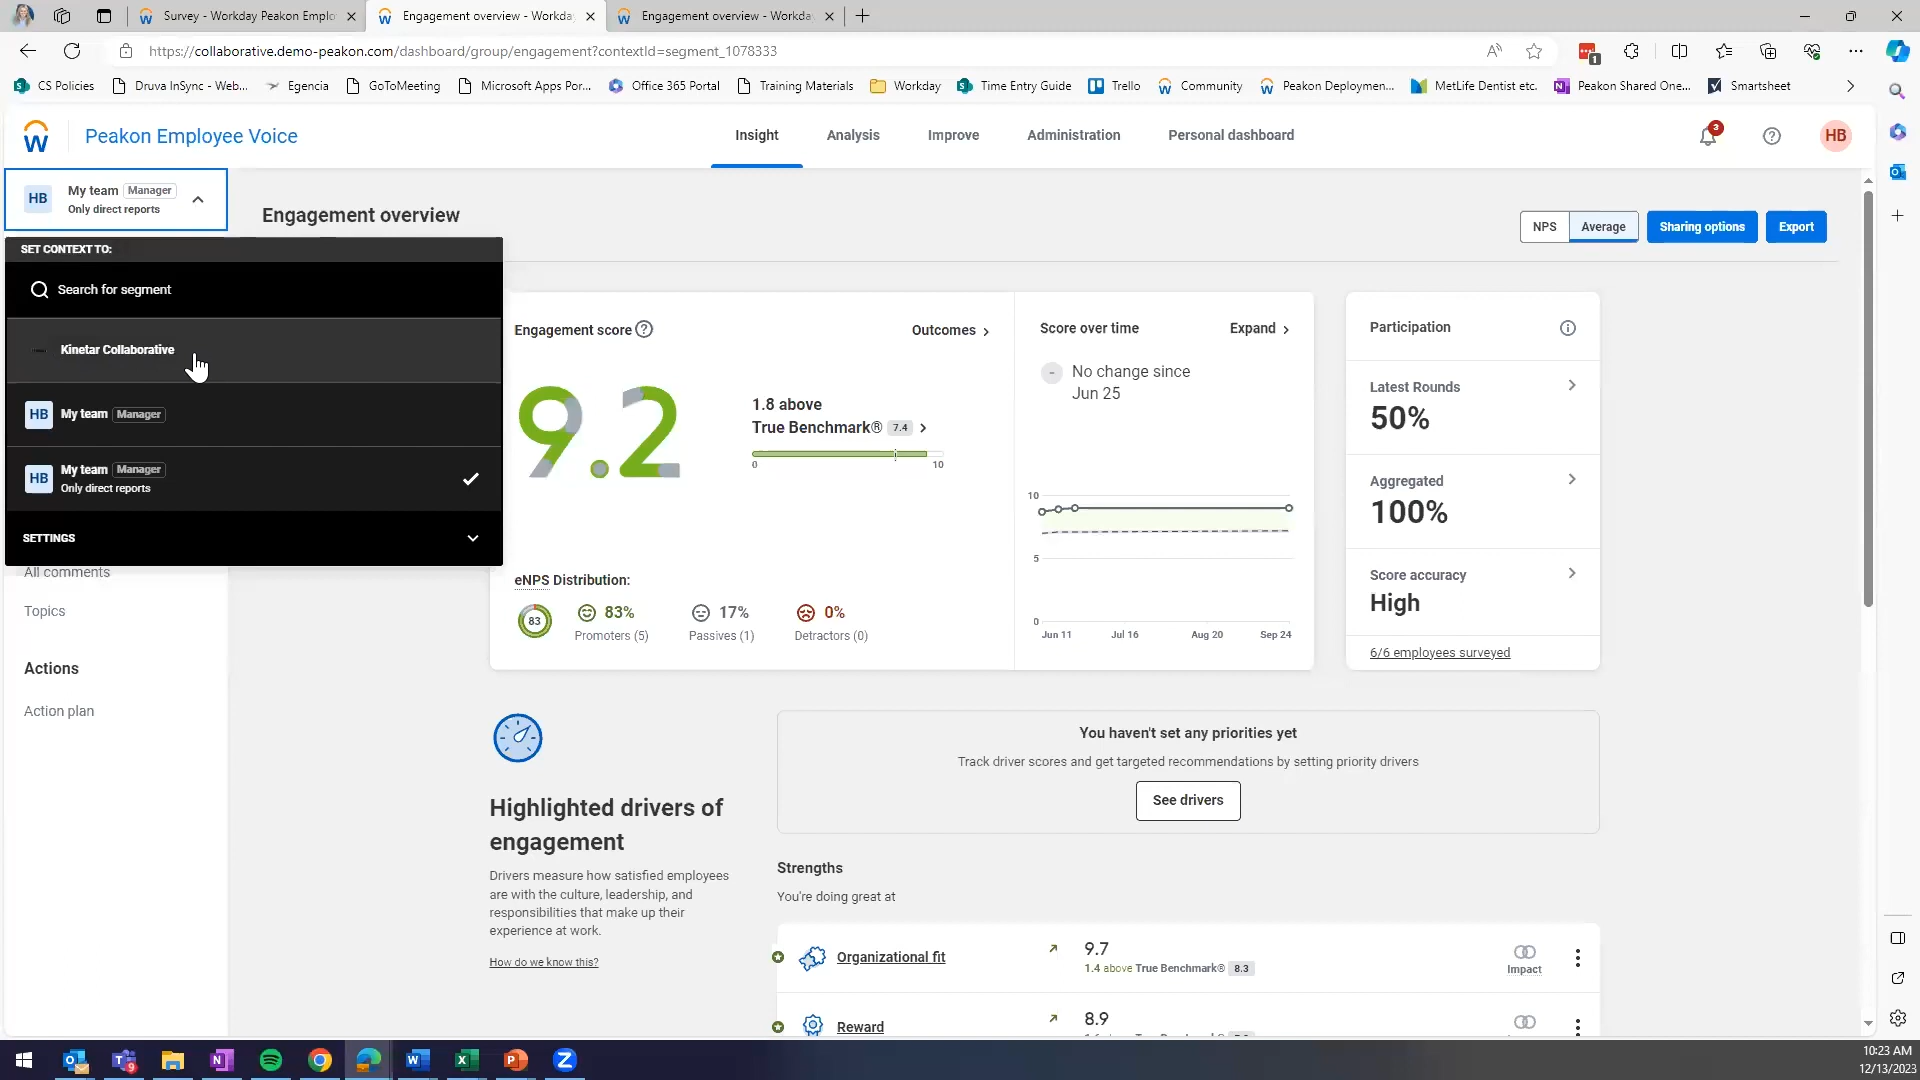 Survey - Workday Peakon Emplo
Engagement overview - Workda
Engagement overview - Workda
https://collaborative.demo-peakon.com/dashboard/group/engagement?contextId=segment_1078333
1
CS Policies
Druva InSync - Web...
Egencia
GoToMeeting
Microsoft Apps Por...
Office 365 Portal
Training Materials
Workday
Time Entry Guide
Trello
Community
Peakon Deploymen...
MetLife Dentist etc.
Peakon Shared One...
Smartsheet
Peakon Employee Voice
Insight
Analysis
Improve
Administration
Personal dashboard
3
HB
HB
My team Manager
Only direct reports
Engagement overview
NPS
Average
Sharing options
Export
SET CONTEXT TO:
Search for segment
Kinetar Collaborative
HB
My team Manager
HB
My team Manager
Only direct reports
SETTINGS
All comments
Topics
Actions
Action plan
Engagement score
Outcomes
9.2
1.8 above
True Benchmark® 7.4
0 10
eNPS Distribution:
83
83%
Promoters (5)
17%
Passives (1)
0%
Detractors (0)
Score over time
Expand
- No change since
Jun 25
10
5
0
Jun 11 Jul 16 Aug 20 Sep 24
Participation
Latest Rounds
50%
Aggregated
100%
Score accuracy
High
6/6 employees surveyed
Highlighted drivers of
engagement
Drivers measure how satisfied employees
are with the culture, leadership, and
responsibilities that make up their
experience at work.
How do we know this?
You haven't set any priorities yet
Track driver scores and get targeted recommendations by setting priority drivers
See drivers
Strengths
You're doing great at
Organizational fit
9.7
1.4 above True Benchmark® 8.3
Impact
Reward
8.9
9
10:23 AM
12/13/2023